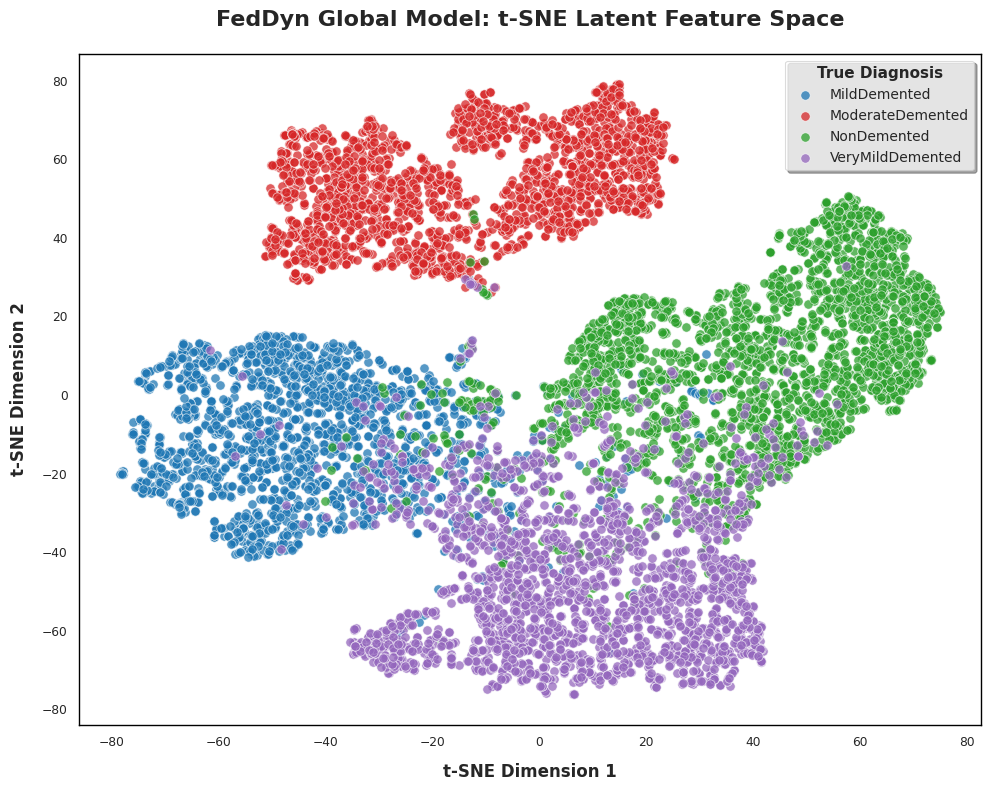 FedDyn Global Model: t-SNE Latent Feature Space
True Diagnosis
MildDemented
ModerateDemented
NonDemented
VeryMildDemented
t-SNE Dimension 2
80
60
40
20
0
−20
−40
−60
−80
−80
−60
−40
−20
0
20
40
60
80
t-SNE Dimension 1